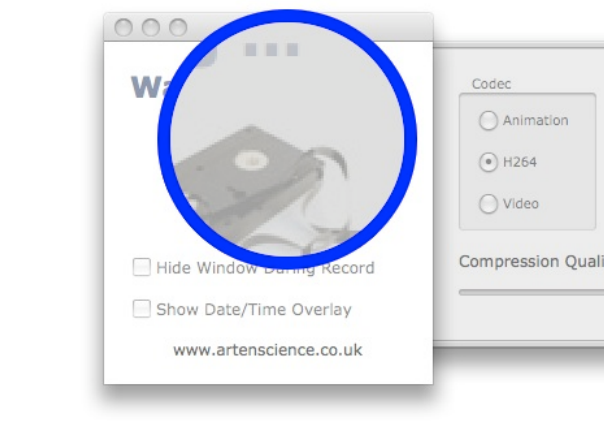 Codec
Animation
H264
Video
Hide Window During Record
Compression Quali
Show Date/Time Overlay
www.artenscience.co.uk